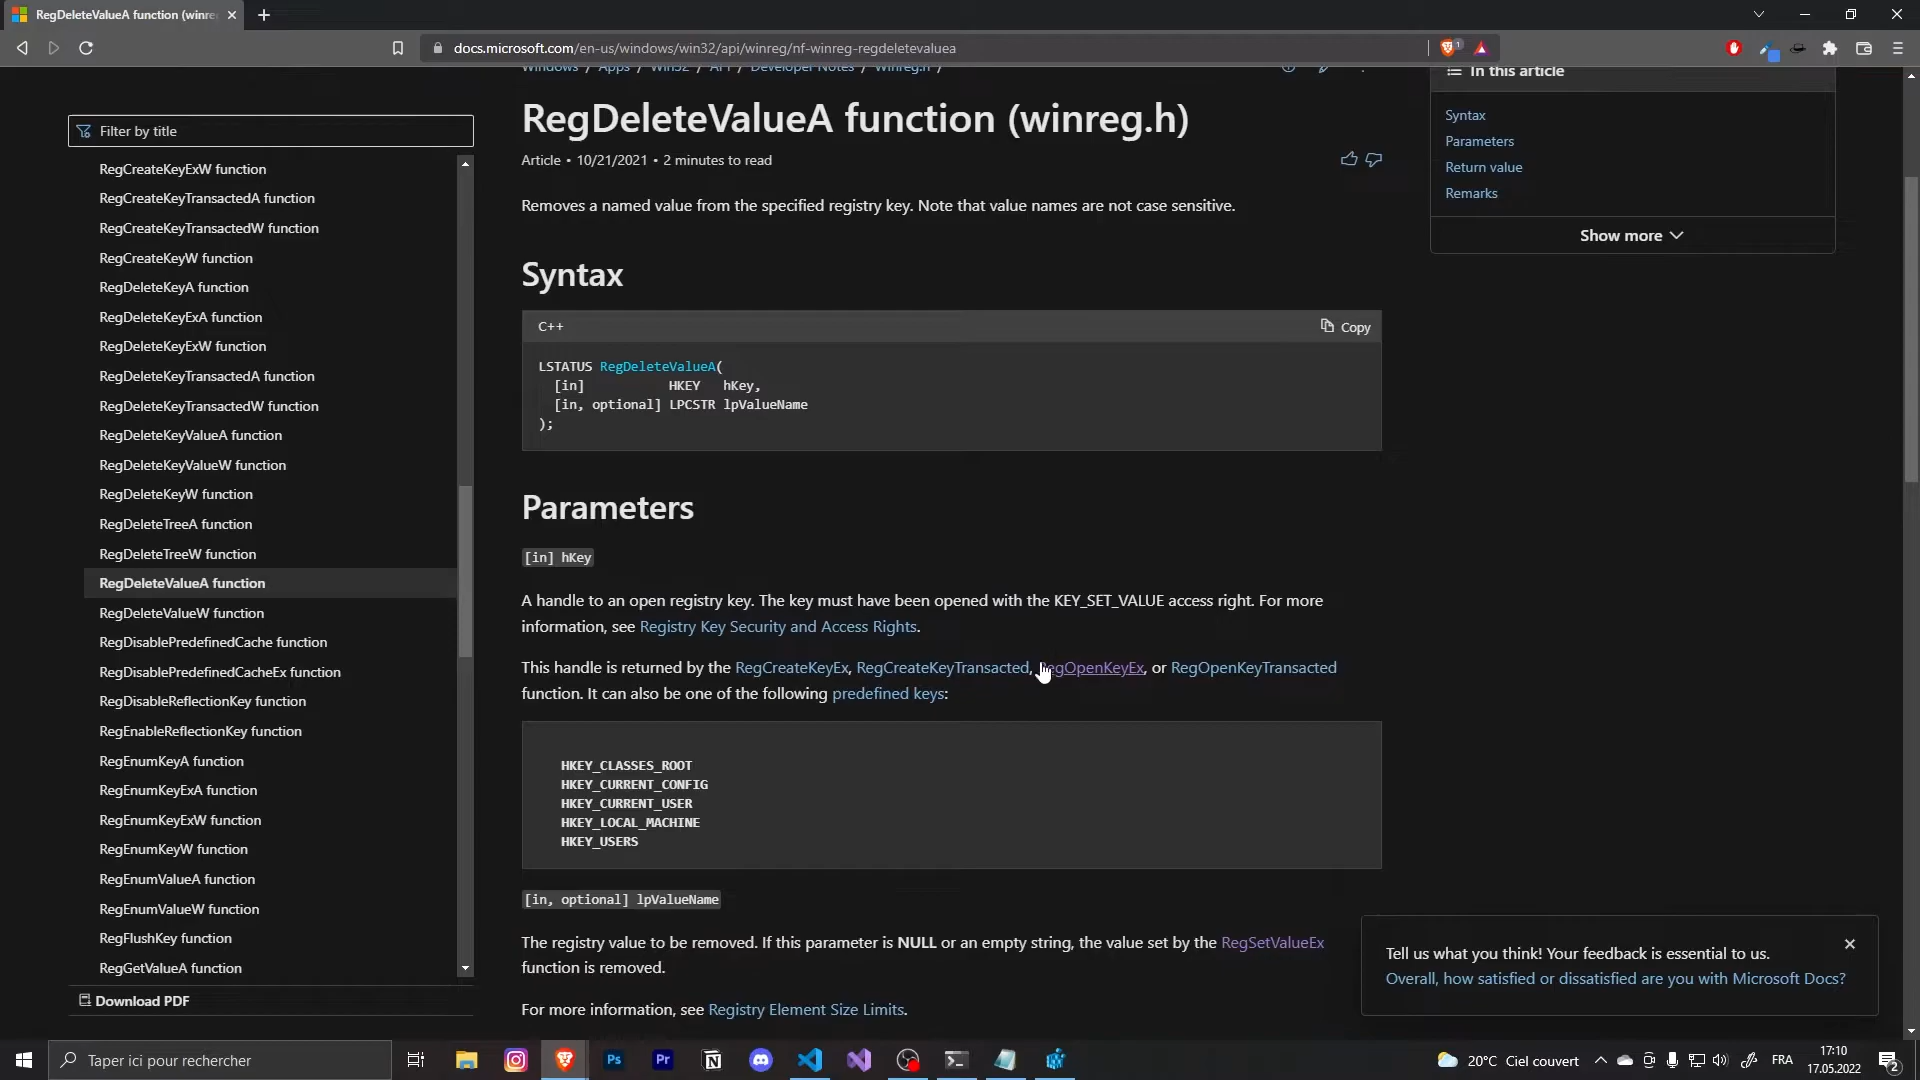 RegDeleteValueA function (winre
docs.microsoft.com/en-us/windows/win32/api/winreg/nf-winreg-regdeletevaluea
1
Windows / Apps / Win32 / API / Developer Notes / Winreg.h /
In this article
Syntax
Parameters
Return value
Remarks
Show more
Filter by title
RegCreateKeyExW function
RegCreateKeyTransactedA function
RegCreateKeyTransactedW function
RegCreateKeyW function
RegDeleteKeyA function
RegDeleteKeyExA function
RegDeleteKeyExW function
RegDeleteKeyTransactedA function
RegDeleteKeyTransactedW function
RegDeleteKeyValueA function
RegDeleteKeyValueW function
RegDeleteKeyW function
RegDeleteTreeA function
RegDeleteTreeW function
RegDeleteValueA function
RegDeleteValueW function
RegDisablePredefinedCache function
RegDisablePredefinedCacheEx function
RegDisableReflectionKey function
RegEnableReflectionKey function
RegEnumKeyA function
RegEnumKeyExA function
RegEnumKeyExW function
RegEnumKeyW function
RegEnumValueA function
RegEnumValueW function
RegFlushKey function
RegGetValueA function
Download PDF
RegDeleteValueA function (winreg.h)
Article • 10/21/2021 • 2 minutes to read
Removes a named value from the specified registry key. Note that value names are not case sensitive.
Syntax
C++
Copy
LSTATUS RegDeleteValueA(
[in] HKEY hKey,
[in, optional] LPCSTR lpValueName
);
Parameters
[in] hKey
A handle to an open registry key. The key must have been opened with the KEY_SET_VALUE access right. For more
information, see Registry Key Security and Access Rights.
This handle is returned by the RegCreateKeyEx, RegCreateKeyTransacted, RegOpenKeyEx, or RegOpenKeyTransacted
function. It can also be one of the following predefined keys:
HKEY_CLASSES_ROOT
HKEY_CURRENT_CONFIG
HKEY_CURRENT_USER
HKEY_LOCAL_MACHINE
HKEY_USERS
[in, optional] lpValueName
The registry value to be removed. If this parameter is NULL or an empty string, the value set by the RegSetValueEx
function is removed.
For more information, see Registry Element Size Limits.
Tell us what you think! Your feedback is essential to us.
Overall, how satisfied or dissatisfied are you with Microsoft Docs?
Taper ici pour rechercher
Ps
Pr
20°C Ciel couvert
FRA
17:10
17.05.2022
2